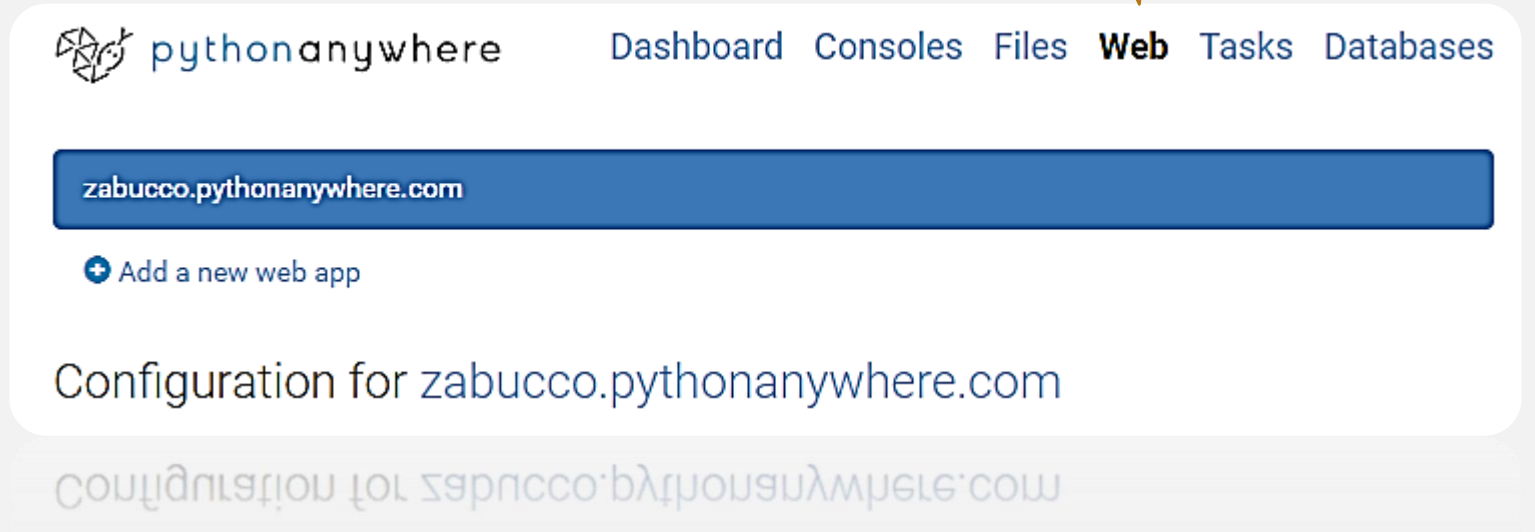 pythonanywhere Dashboard Consoles Files Web Tasks Databases
zabucco.pythonanywhere.com
Add a new web app
Configuration for zabucco.pythonanywhere.com